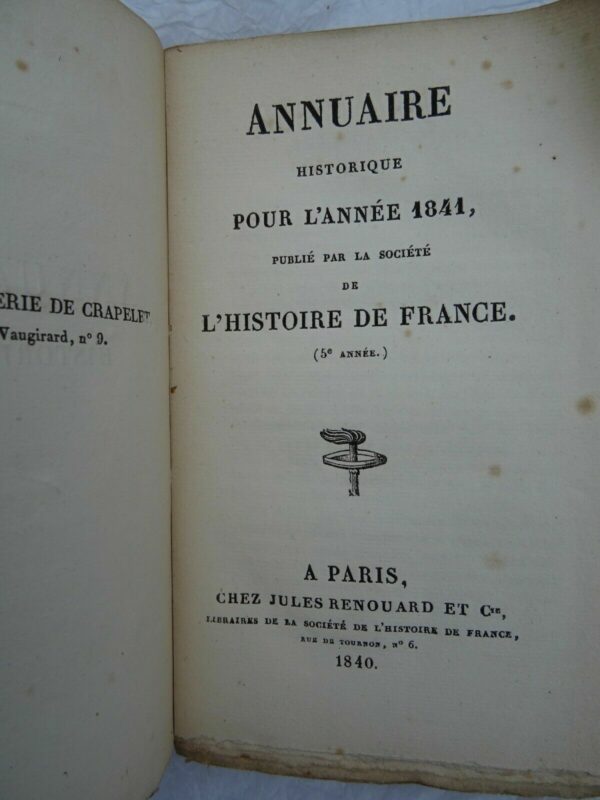 ERIE DE CRAPELET
Vaugirard, nº 9.
ANNUAIRE
HISTORIQUE
POUR L'ANNÉE 1841,
PUBLIÉ PAR LA SOCIÉTÉ
DE
L'HISTOIRE DE FRANCE.
(5e ANNÉE.)
A PARIS,
CHEZ JULES RENOUARD ET Cie,
LIBRAIRES DE LA SOCIÉTÉ DE L'HISTOIRE DE FRANCE,
RUE DE TOURNON, Nº 6.
1840.